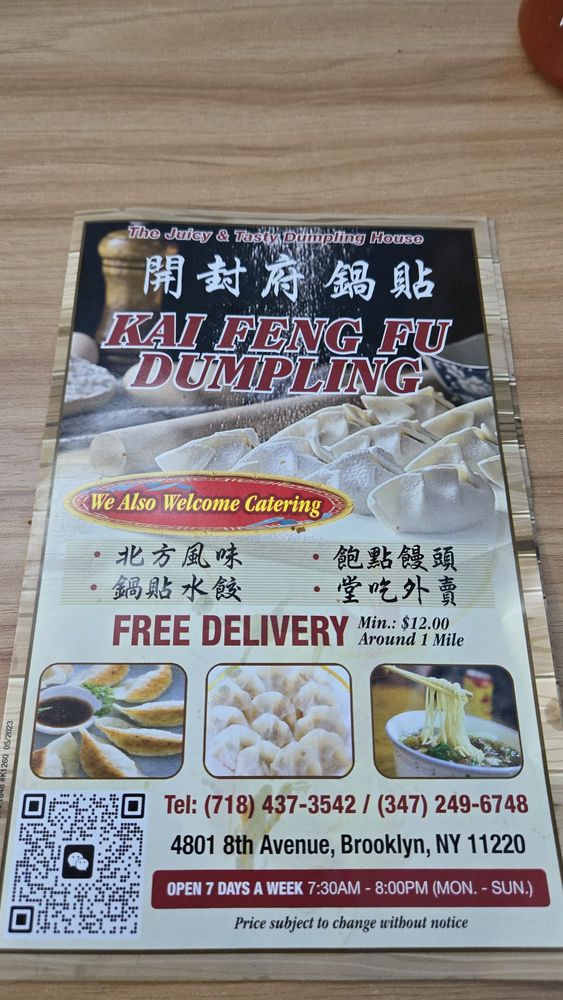 The Juicy & Tasty Dumpling House
開封府鍋貼
KAI FENG FU
DUMPLING
We Also Welcome Catering
• 北方風味 • 飽點饅頭
• 鍋貼水餃 • 堂吃外賣
FREE DELIVERY Min.: $12.00
Around 1 Mile
#K1260 05/2023
Tel: (718) 437-3542 / (347) 249-6748
4801 8th Avenue, Brooklyn, NY 11220
OPEN 7 DAYS A WEEK 7:30AM - 8:00PM (MON. - SUN.)
Price subject to change without notice